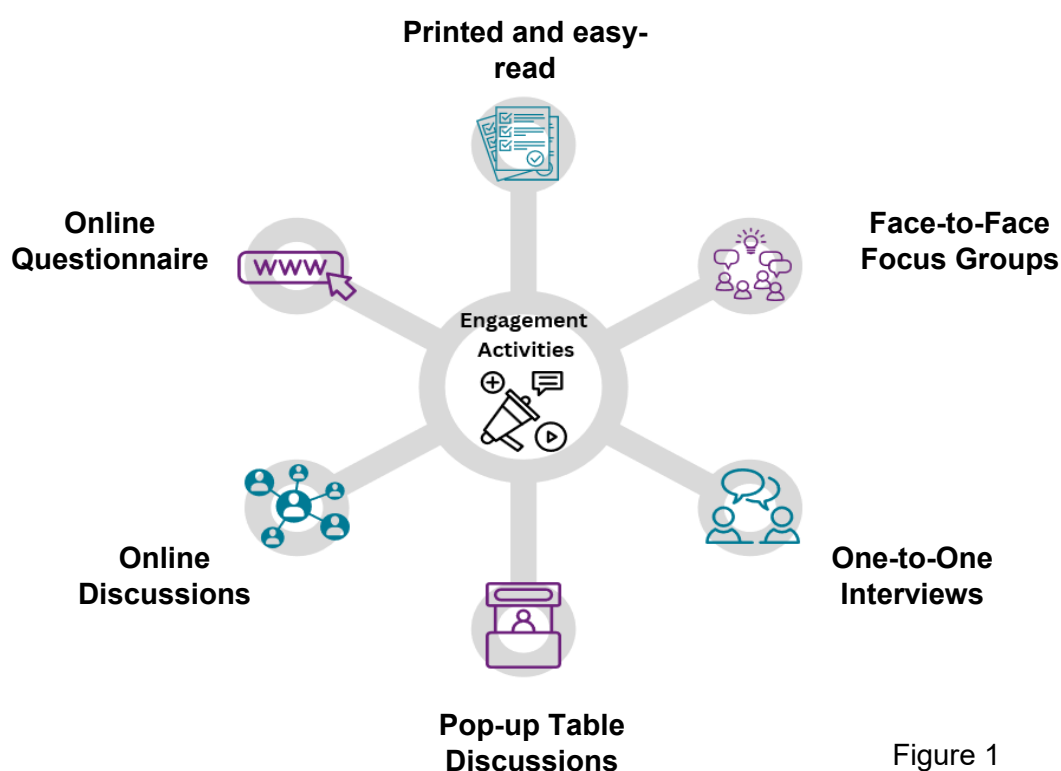 Printed and easy-
read
Online
Questionnaire
www
Face-to-Face
Focus Groups
Engagement
Activities
Online
Discussions
One-to-One
Interviews
Pop-up Table
Discussions
Figure 1